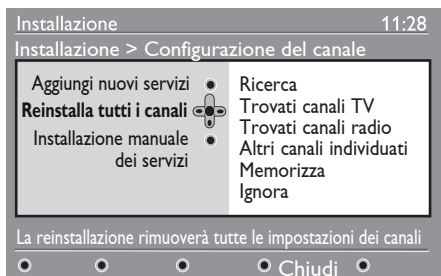 Installazione 11:28
Installazione > Configurazione del canale
Aggiungi nuovi servizi
Reinstalla tutti i canali
Installazione manuale
dei servizi
Ricerca
Trovati canali TV
Trovati canali radio
Altri canali individuati
Memorizza
Ignora
La reinstallazione rimuoverà tutte le impostazioni dei canali
Chiudi